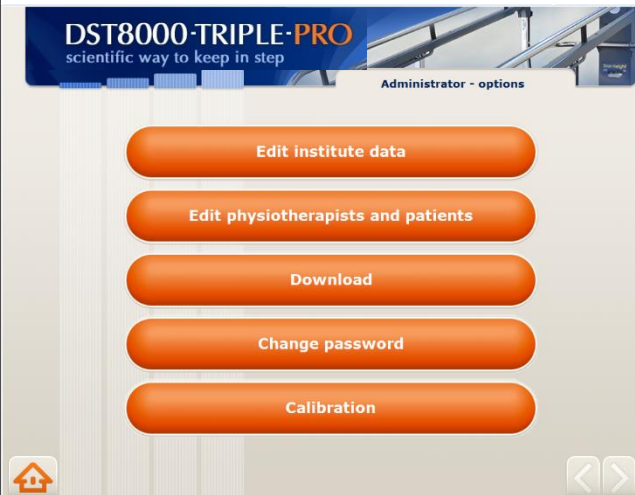 DST8000-TRIPLE-PRO
scientific way to keep in step
Administrator - options
Edit institute data
Edit physiotherapists and patients
Download
Change password
Calibration